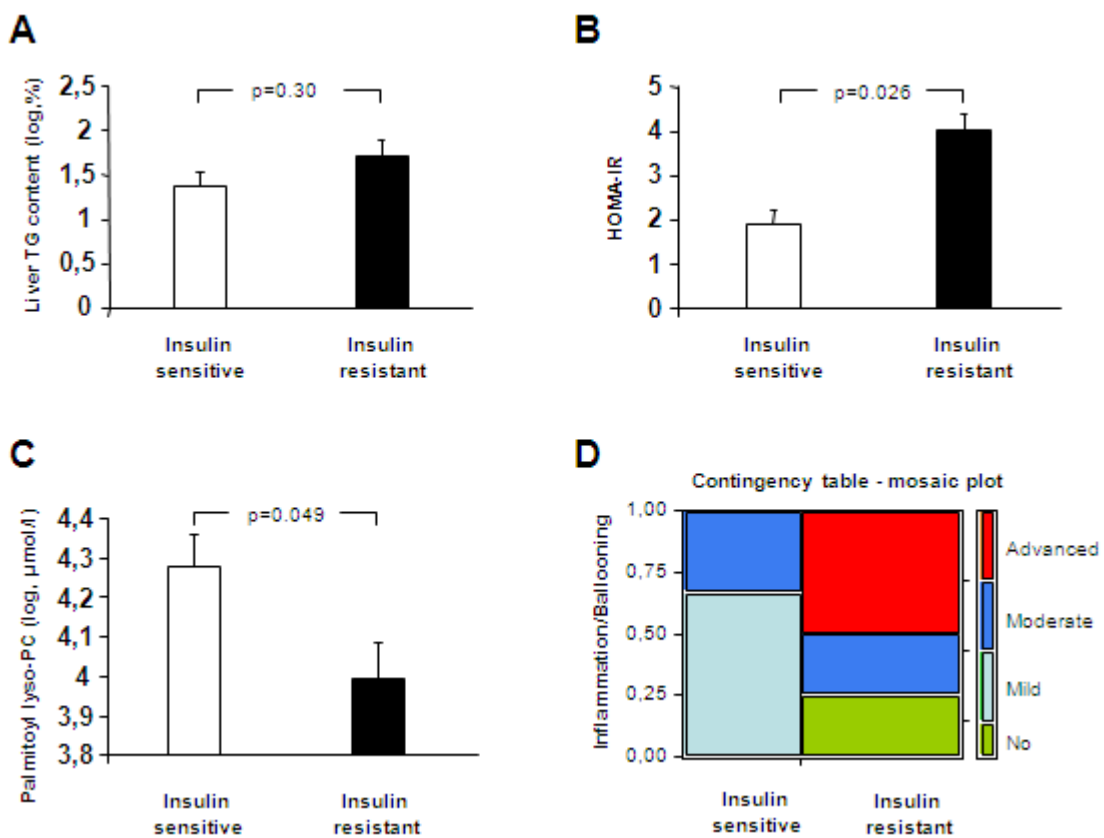 A
Liver TG content (log,%)
2,5
2
1,5
1
0,5
0
p=0.30
Insulin
sensitive
Insulin
resistant
B
HOMA-IR
5
4
3
2
1
0
p=0.026
Insulin
sensitive
Insulin
resistant
C
Palmitoyl lyso-PC (log, µmol/l)
4,4
4,3
4,2
4,1
4
3,9
3,8
p=0.049
Insulin
sensitive
Insulin
resistant
D
Contingency table - mosaic plot
Inflammation/Ballooning
1,00
0,75
0,50
0,25
0,00
Insulin
sensitive
Insulin
resistant
Advanced
Moderate
Mild
No